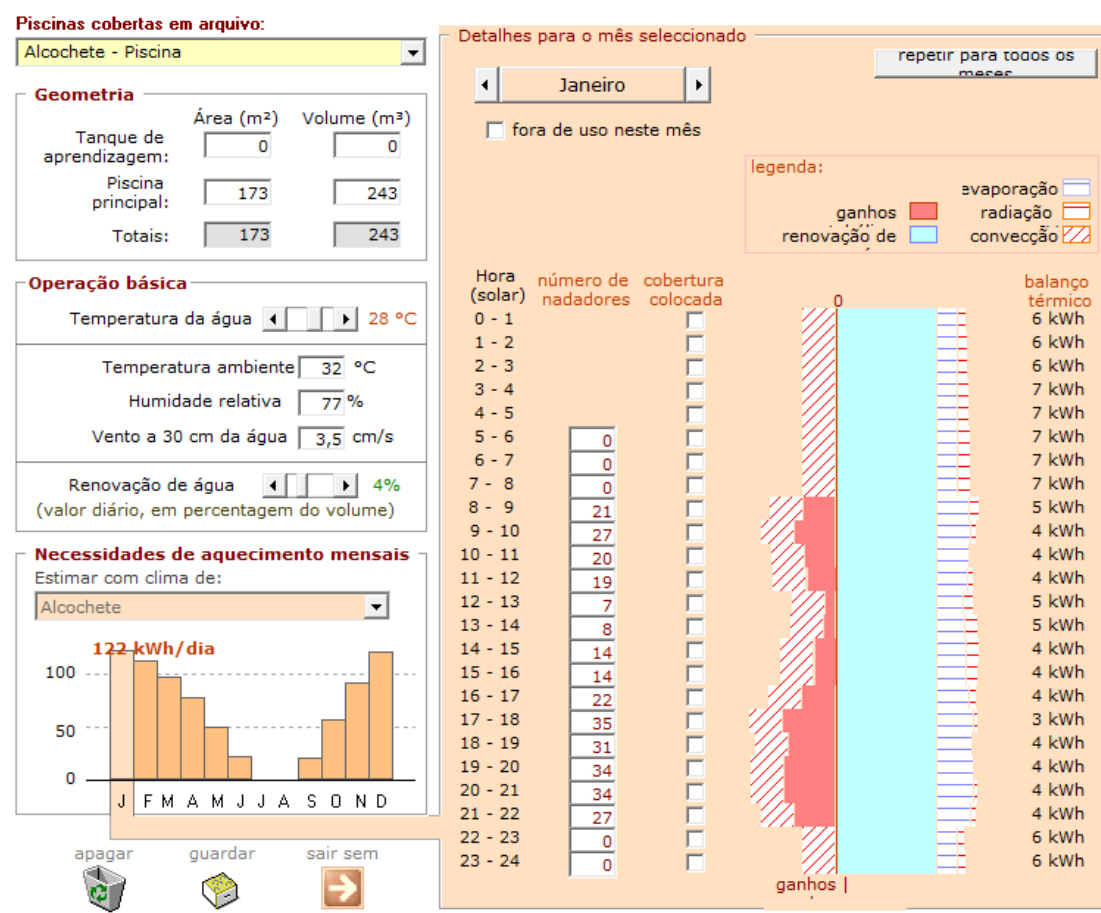 Piscinas cobertas em arquivo:
Alcochete - Piscina
Geometria
Área (m²) Volume (m³)
Tanque de
aprendizagem: 0 0
Piscina
principal: 173 243
Totais: 173 243
Operação básica
Temperatura da água 28 °C
Temperatura ambiente 32 °C
Humidade relativa 77 %
Vento a 30 cm da água 3,5 cm/s
Renovação de água 4%
(valor diário, em percentagem do volume)
Necessidades de aquecimento mensais
Estimar com clima de:
Alcochete
122 kWh/dia
100
50
0
J F M A M J J A S O N D
apagar guardar sair sem
Detalhes para o mês seleccionado
repetir para todos os
meses
Janeiro
fora de uso neste mês
legenda:
evaporação
ganhos radiação
renovação de convecção
Hora número de cobertura balanço
(solar) nadadores colocada 0 térmico
0 - 1 6 kWh
1 - 2 6 kWh
2 - 3 6 kWh
3 - 4 7 kWh
4 - 5 7 kWh
5 - 6 0 7 kWh
6 - 7 0 7 kWh
7 - 8 0 7 kWh
8 - 9 21 5 kWh
9 - 10 27 4 kWh
10 - 11 20 4 kWh
11 - 12 19 4 kWh
12 - 13 7 5 kWh
13 - 14 8 5 kWh
14 - 15 14 4 kWh
15 - 16 14 4 kWh
16 - 17 22 4 kWh
17 - 18 35 3 kWh
18 - 19 31 4 kWh
19 - 20 34 4 kWh
20 - 21 34 4 kWh
21 - 22 27 4 kWh
22 - 23 0 6 kWh
23 - 24 0 6 kWh
ganhos |